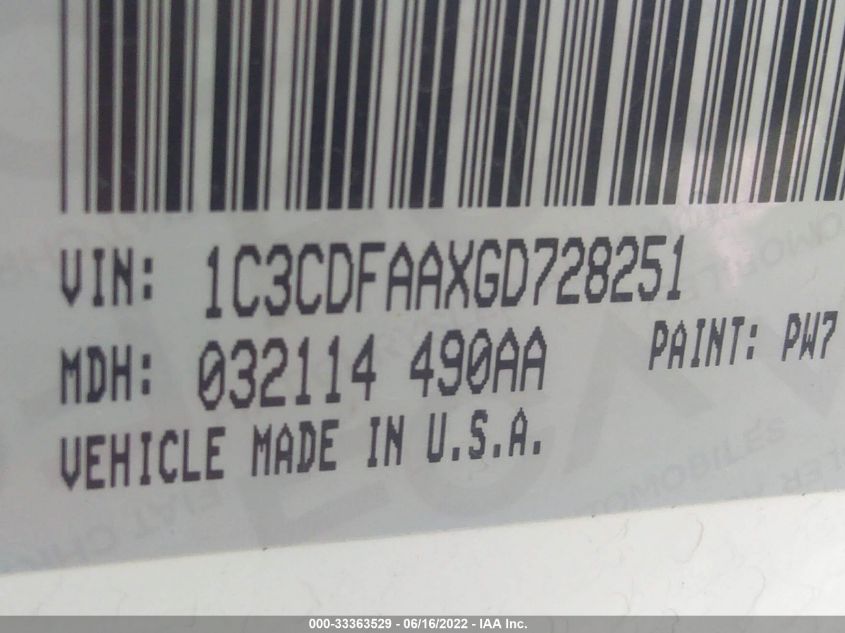 VIN: 1C3CDFAAXGD728251
MDH: 032114 490AA PAINT: PW7
VEHICLE MADE IN U.S.A.
000-33363529 - 06/16/2022 - IAA Inc.